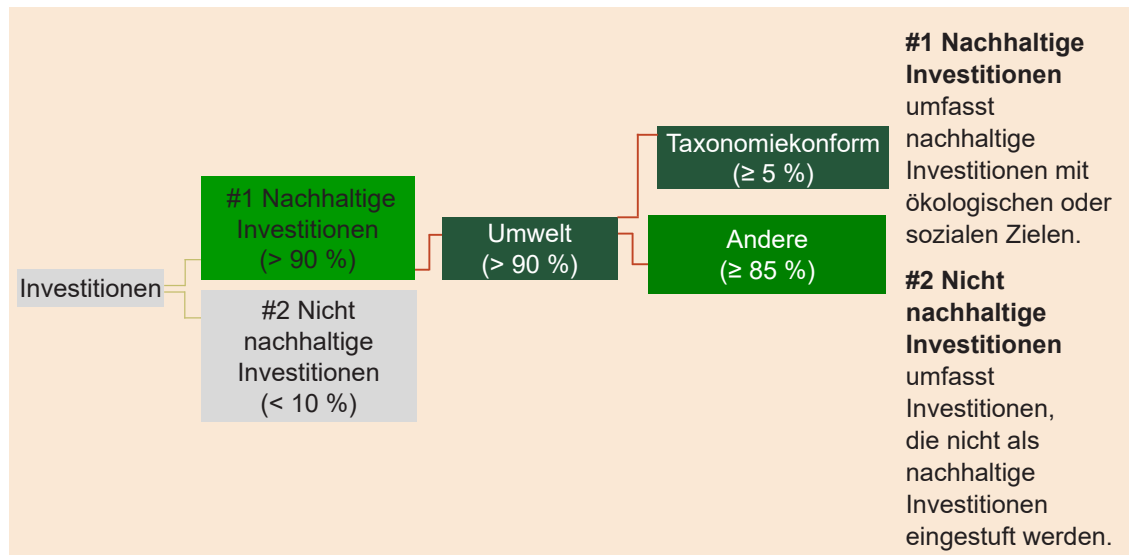 Investitionen
#1 Nachhaltige
Investitionen
(> 90 %)
#2 Nicht
nachhaltige
Investitionen
(< 10 %)
Umwelt
(> 90 %)
Taxonomiekonform
(≥ 5 %)
Andere
(≥ 85 %)
#1 Nachhaltige
Investitionen
umfasst
nachhaltige
Investitionen mit
ökologischen oder
sozialen Zielen.
#2 Nicht
nachhaltige
Investitionen
umfasst
Investitionen,
die nicht als
nachhaltige
Investitionen
eingestuft werden.